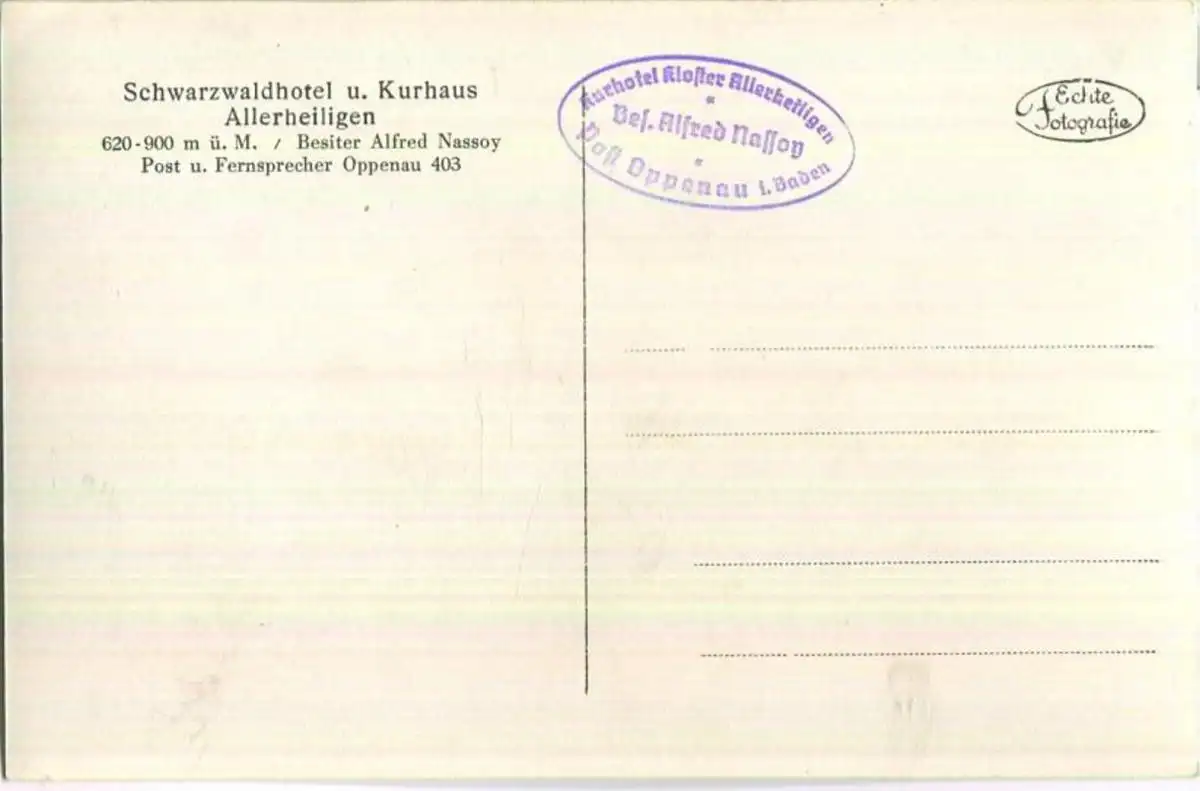 Schwarzwaldhotel u. Kurhaus
Allerheiligen
620-900 m ü. M. / Besiter Alfred Nassoy
Post u. Fernsprecher Oppenau 403
Kurhotel Kloster Allerheiligen
Bes. Alfred Nassoy
Post Oppenau i. Baden
Echte
Fotografie